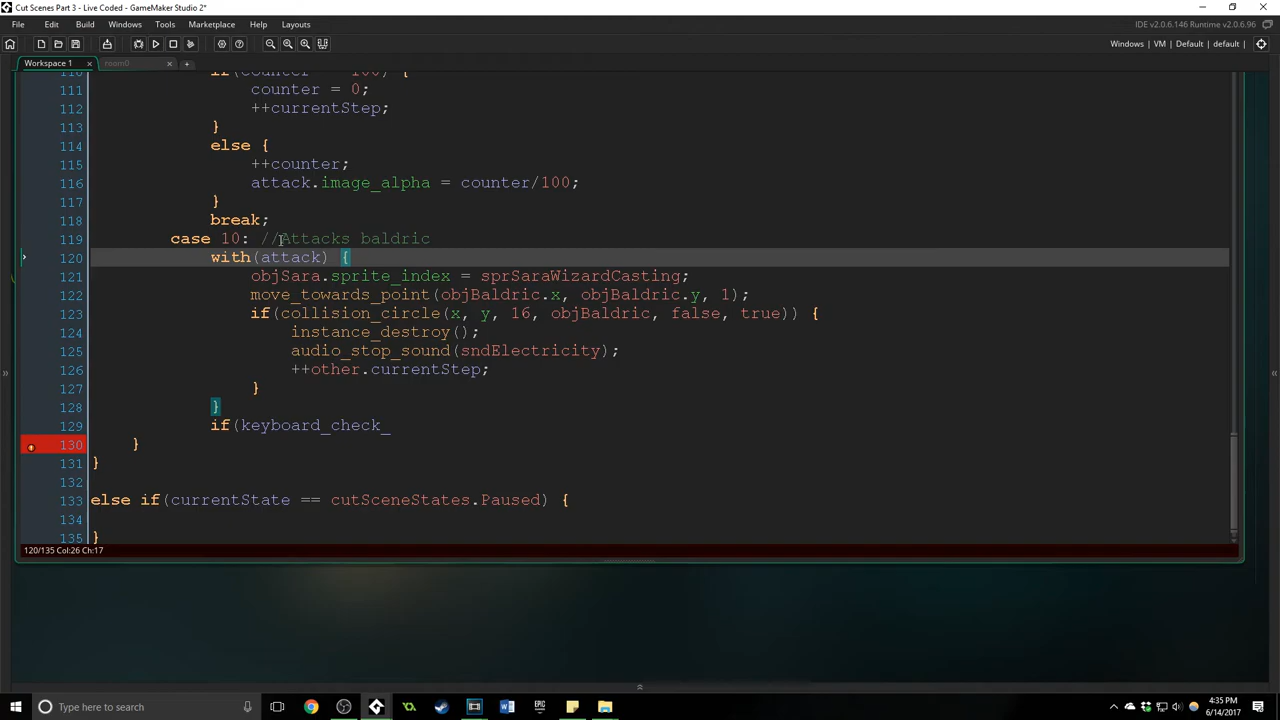 Cut Scenes Part 3 - Live Coded - GameMaker Studio 2*
File Edit Build Windows Tools Marketplace Help Layouts
IDE v2.0.6.146 Runtime v2.0.6.96
Windows | VM | Default | default |
Workspace 1 × room0 × +
110 if(counter == 100) {
111 counter = 0;
112 ++currentStep;
113 }
114 else {
115 ++counter;
116 attack.image_alpha = counter/100;
117 }
118 break;
119 case 10: //Attacks baldric
120 with(attack) {
121 objSara.sprite_index = sprSaraWizardCasting;
122 move_towards_point(objBaldric.x, objBaldric.y, 1);
123 if(collision_circle(x, y, 16, objBaldric, false, true)) {
124 instance_destroy();
125 audio_stop_sound(sndElectricity);
126 ++other.currentStep;
127 }
128 }
129 if(keyboard_check_
130 }
131 }
132
133 else if(currentState == cutSceneStates.Paused) {
134
135 }
120/135 Col:26 Ch:17
Type here to search
4:35 PM
6/14/2017